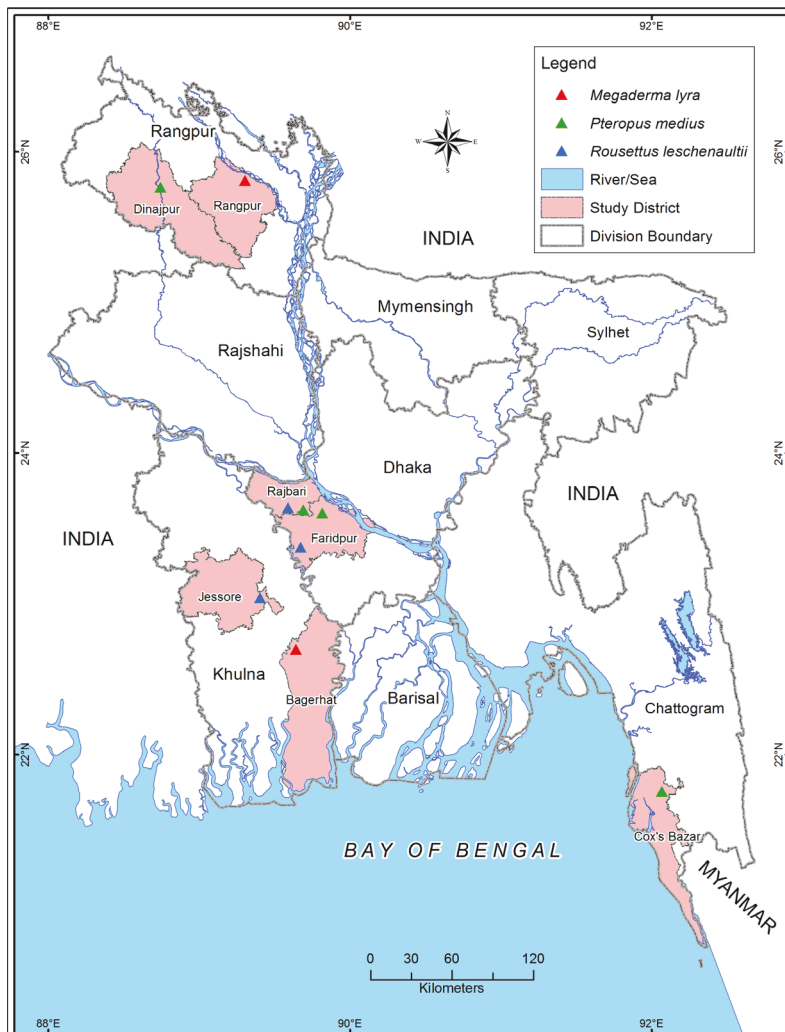 88°E
90°E
92°E
Legend
Megaderma lyra
Pteropus medius
Rousettus leschenaultii
River/Sea
Study District
Division Boundary
N
W
E
S
26°N
26°N
Rangpur
Dinajpur
Rangpur
INDIA
Mymensingh
Sylhet
Rajshahi
24°N
24°N
Dhaka
INDIA
Rajbari
INDIA
Faridpur
Jessore
Khulna
Bagerhat
Barisal
Chattogram
22°N
22°N
Cox's Bazar
BAY OF BENGAL
MYANMAR
0 30 60 120
Kilometers
88°E
90°E
92°E